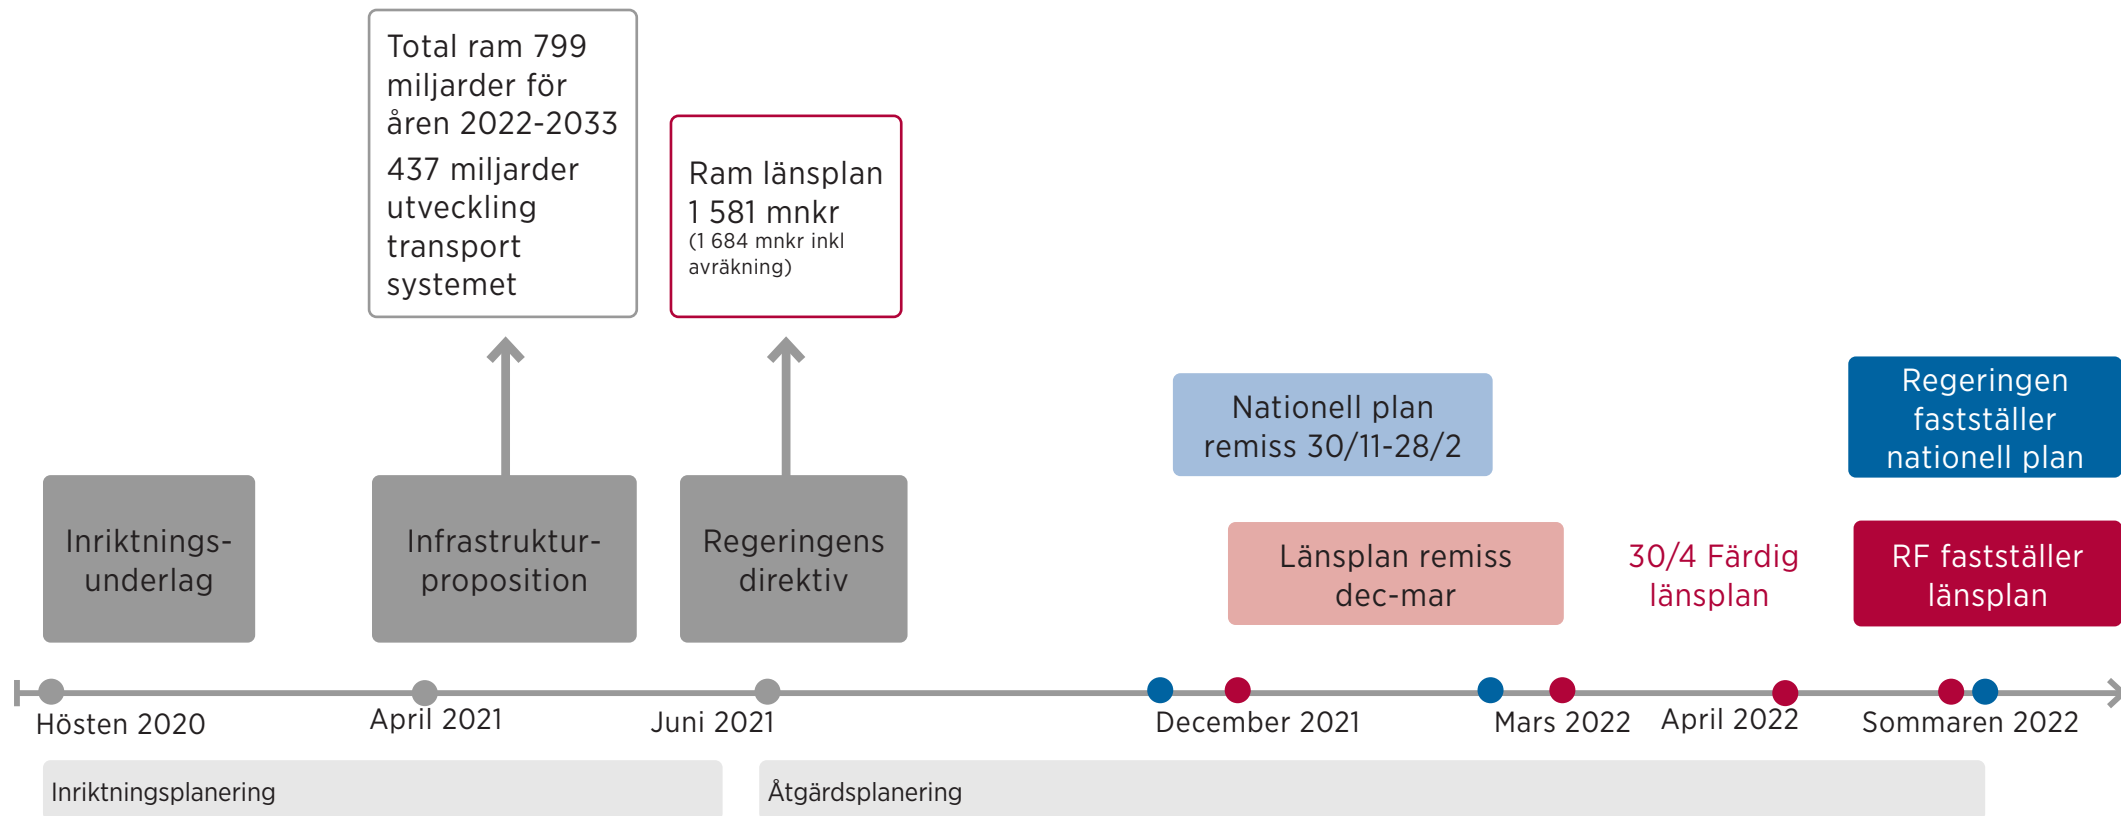 Total ram 799
miljarder för
åren 2022-2033
437 miljarder
utveckling
transport
systemet
Ram länsplan
1 581 mnkr
(1 684 mnkr inkl
avräkning)
Nationell plan
remiss 30/11-28/2
Regeringen
fastställer
nationell plan
Inriktnings-
underlag
Infrastruktur-
proposition
Regeringens
direktiv
Länsplan remiss
dec-mar
30/4 Färdig
länsplan
RF fastställer
länsplan
Hösten 2020
April 2021
Juni 2021
December 2021
Mars 2022
April 2022
Sommaren 2022
Inriktningsplanering
Åtgärdsplanering